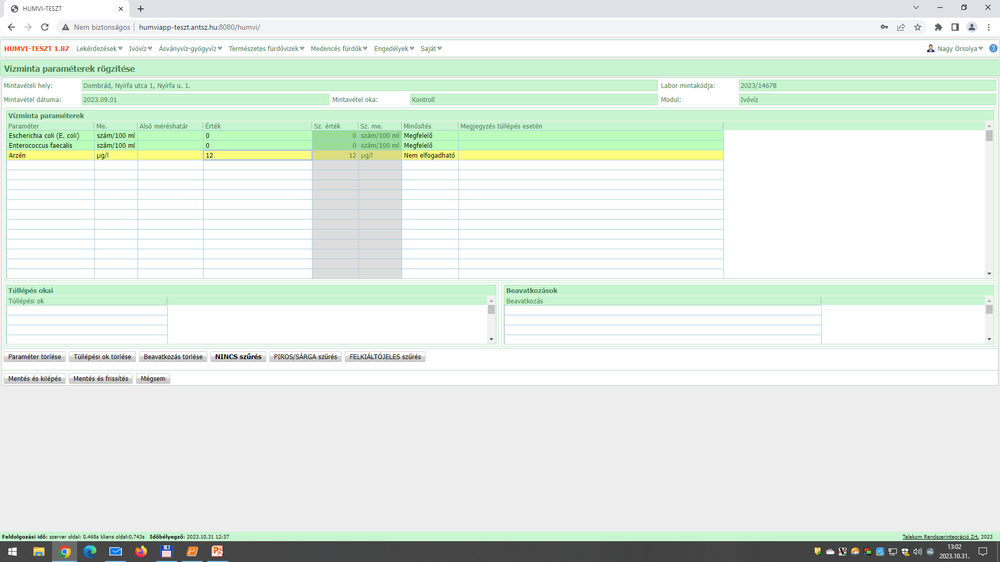 HUMVI-TESZT
Nem biztonságos humviapp-teszt.antsz.hu:8080/humvi/
HUMVI-TESZT 1.87 Lekérdezések Ivóvíz Ásványvíz-gyógyvíz Természetes fürdővizek Medencés fürdők Engedélyek Saját Nagy Orsolya ?
Vízminta paraméterek rögzítése
Mintavételi hely: Dombrád, Nyírfa utca 1, Nyírfa u. 1. Labor mintakódja: 2023/14678
Mintavétel dátuma: 2023.09.01 Mintavétel oka: Kontroll Modul: Ivóvíz
Vízminta paraméterek
Paraméter Me. Alsó méréshatár Érték Sz. érték Sz. me. Minősítés Megjegyzés túllépés esetén
Escherichia coli (E. coli) szám/100 ml 0 0 szám/100 ml Megfelelő
Enterococcus faecalis szám/100 ml 0 0 szám/100 ml Megfelelő
Arzén µg/l 12 12 µg/l Nem elfogadható
Túllépés okai Beavatkozások
Túllépési ok Beavatkozás
Paraméter törlése Túllépési ok törlése Beavatkozás törlése NINCS szűrés PIROS/SÁRGA szűrés FELKIÁLTÓJELES szűrés
Mentés és kilépés Mentés és frissítés Mégsem
Feldolgozási idő: szerver oldal: 0,468s kliens oldal:0,743s Időbélyegző: 2023.10.31 12:37 Telekom Rendszerintegráció Zrt. 2023
13:02
2023.10.31.